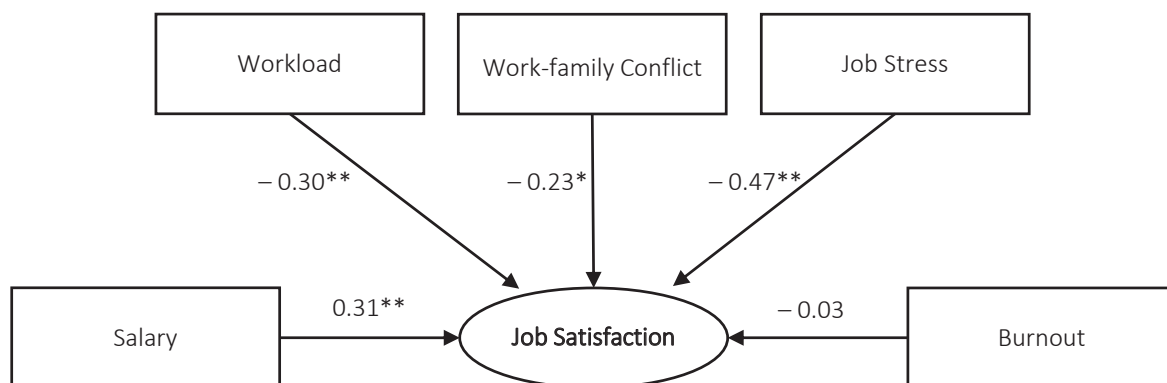 Workload
Work-family Conflict
Job Stress
– 0.30**
– 0.23*
– 0.47**
Salary
0.31**
Job Satisfaction
– 0.03
Burnout